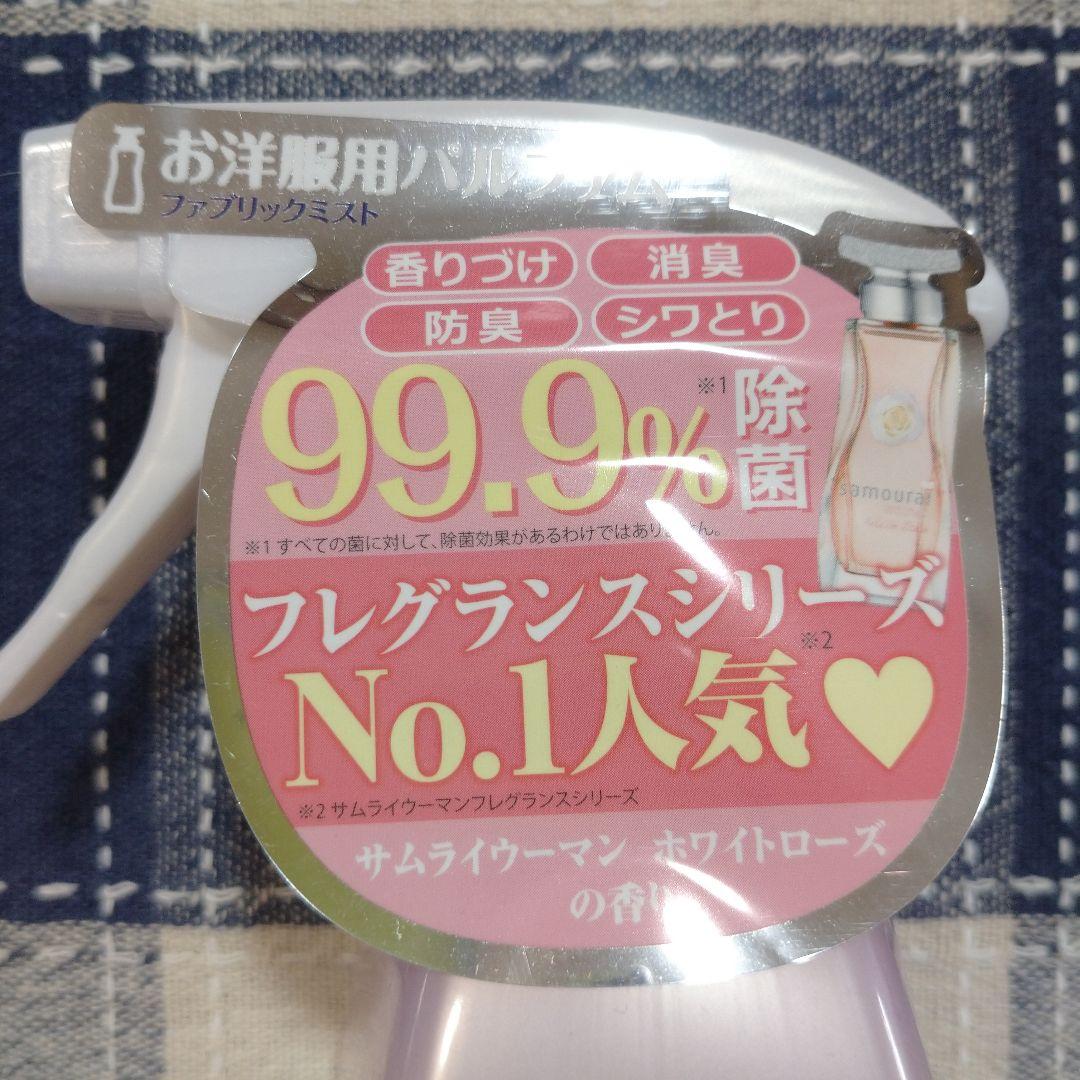 お洋服用パルファム
ファブリックミスト
香りづけ
消臭
防臭
シワとり
99.9%※1除菌
※1 すべての菌に対して、除菌効果があるわけではありません。
samourai
フレグランスシリーズ
No.1人気※2♥
※2 サムライウーマンフレグランスシリーズ
サムライウーマン ホワイトローズ
の香り